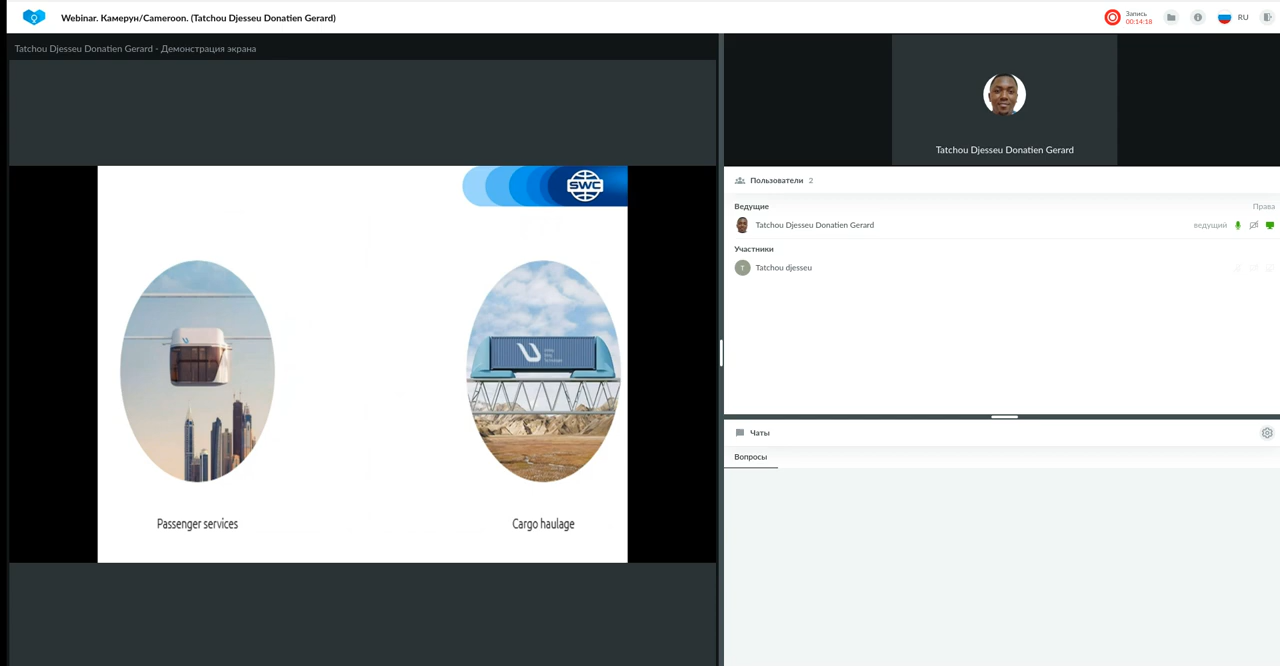 Webinar. Камерун/Cameroon. (Tatchou Djesseu Donatien Gerard)
Запись
00:14:18
RU
Tatchou Djesseu Donatien Gerard - Демонстрация экрана
SWC
Passenger services
Cargo haulage
Tatchou Djesseu Donatien Gerard
Пользователи 2
Ведущие Права
Tatchou Djesseu Donatien Gerard ведущий
Участники
T Tatchou djesseu
Чаты
Вопросы